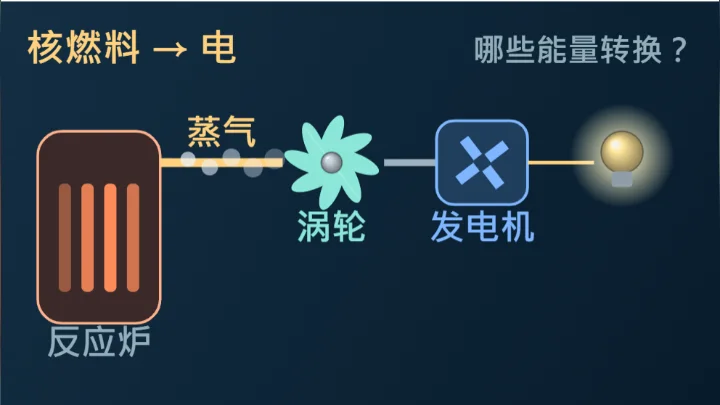 核燃料 → 电
哪些能量转换？
蒸气
涡轮
发电机
反应炉